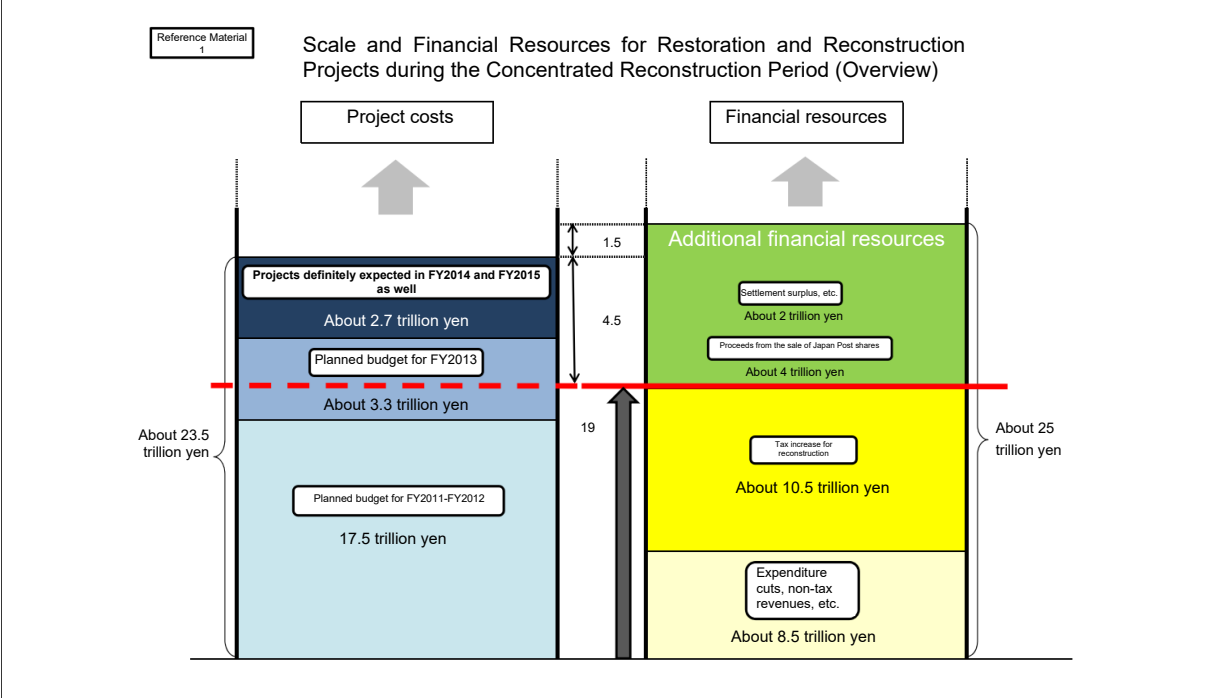 Reference Material
1
Scale and Financial Resources for Restoration and Reconstruction
Projects during the Concentrated Reconstruction Period (Overview)
Project costs
Financial resources
1.5
Additional financial resources
Projects definitely expected in FY2014 and FY2015
as well
About 2.7 trillion yen
Settlement surplus, etc.
About 2 trillion yen
4.5
Planned budget for FY2013
Proceeds from the sale of Japan Post shares
About 4 trillion yen
About 3.3 trillion yen
19
About 23.5
trillion yen
About 25
trillion yen
Tax increase for
reconstruction
About 10.5 trillion yen
Planned budget for FY2011-FY2012
17.5 trillion yen
Expenditure
cuts, non-tax
revenues, etc.
About 8.5 trillion yen